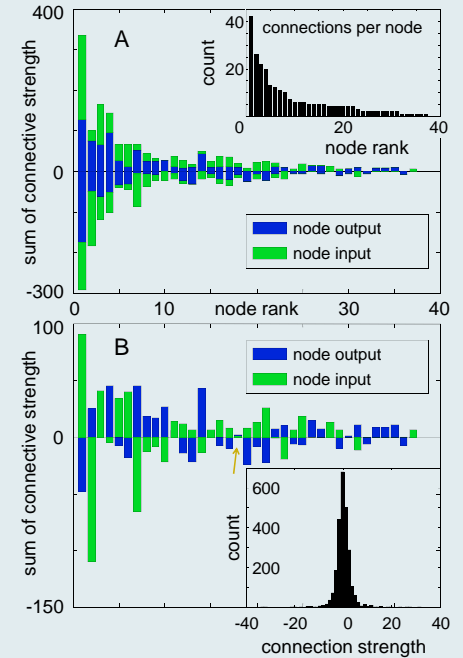 400
A
connections per node
40
20
0
count
0
20
40
node rank
sum of connective strength
0
node output
node input
-300
0
10
node rank
30
40
100
B
node output
node input
sum of connective strength
0
600
400
200
count
-150
-40
-20
0
20
40
connection strength